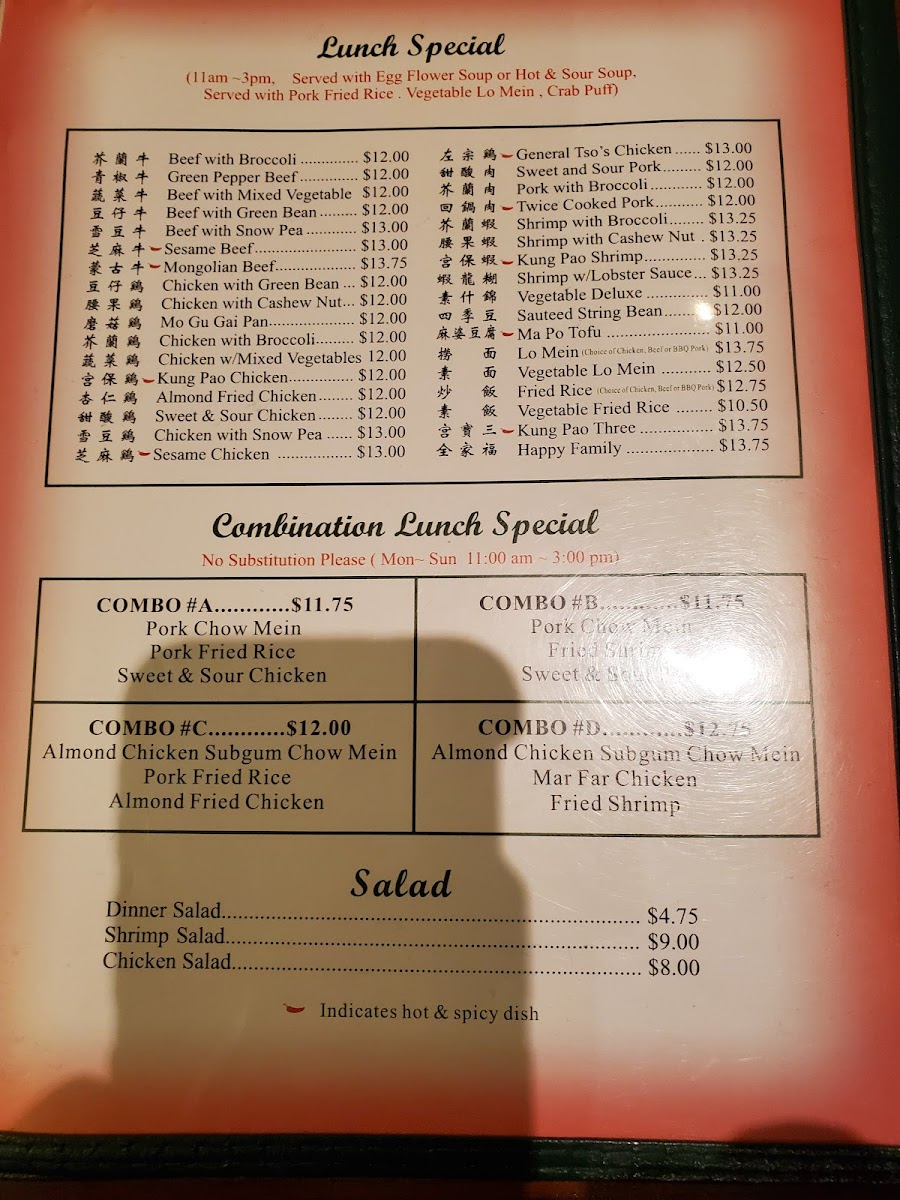 Lunch Special
(11am ~3pm, Served with Egg Flower Soup or Hot & Sour Soup,
Served with Pork Fried Rice . Vegetable Lo Mein , Crab Puff)
芥蘭牛 Beef with Broccoli .............. $12.00
青椒牛 Green Pepper Beef............... $12.00
蔬菜牛 Beef with Mixed Vegetable $12.00
豆仔牛 Beef with Green Bean......... $12.00
雪豆牛 Beef with Snow Pea ............ $13.00
芝麻牛 Sesame Beef........................ $13.00
蒙古牛 Mongolian Beef................... $13.75
豆仔鷄 Chicken with Green Bean ... $12.00
腰果鷄 Chicken with Cashew Nut... $12.00
磨菇鷄 Mo Gu Gai Pan..................... $12.00
芥蘭鷄 Chicken with Broccoli......... $12.00
蔬菜鷄 Chicken w/Mixed Vegetables 12.00
宮保鷄 Kung Pao Chicken............... $12.00
杏仁鷄 Almond Fried Chicken........ $12.00
甜酸鷄 Sweet & Sour Chicken........ $12.00
雪豆鷄 Chicken with Snow Pea ...... $13.00
芝麻鷄 Sesame Chicken .................. $13.00
左宗鷄 General Tso's Chicken ...... $13.00
甜酸肉 Sweet and Sour Pork......... $12.00
芥蘭肉 Pork with Broccoli............ $12.00
回鍋肉 Twice Cooked Pork........... $12.00
芥蘭蝦 Shrimp with Broccoli........ $13.25
腰果蝦 Shrimp with Cashew Nut . $13.25
宮保蝦 Kung Pao Shrimp.............. $13.25
蝦龍糊 Shrimp w/Lobster Sauce... $13.25
素什錦 Vegetable Deluxe .............. $11.00
四季豆 Sauteed String Bean......... $12.00
麻婆豆腐 Ma Po Tofu ....................... $11.00
撈面 Lo Mein (Choice of Chicken, Beef or BBQ Pork) $13.75
素面 Vegetable Lo Mein ............ $12.50
炒飯 Fried Rice (Choice of Chicken, Beef or BBQ Pork) $12.75
素飯 Vegetable Fried Rice ........ $10.50
宮寳三 Kung Pao Three ................. $13.75
全家福 Happy Family ..................... $13.75
Combination Lunch Special
No Substitution Please ( Mon~ Sun 11:00 am ~ 3:00 pm)
COMBO #A............$11.75
Pork Chow Mein
Pork Fried Rice
Sweet & Sour Chicken
COMBO #B.............$11.75
Pork Chow Mein
Fried Shrimp
Sweet & Sour
COMBO #C............$12.00
Almond Chicken Subgum Chow Mein
Pork Fried Rice
Almond Fried Chicken
COMBO #D.............$12.75
Almond Chicken Subgum Chow Mein
Mar Far Chicken
Fried Shrimp
Salad
Dinner Salad...................................................................... $4.75
Shrimp Salad..................................................................... $9.00
Chicken Salad.................................................................... $8.00
Indicates hot & spicy dish